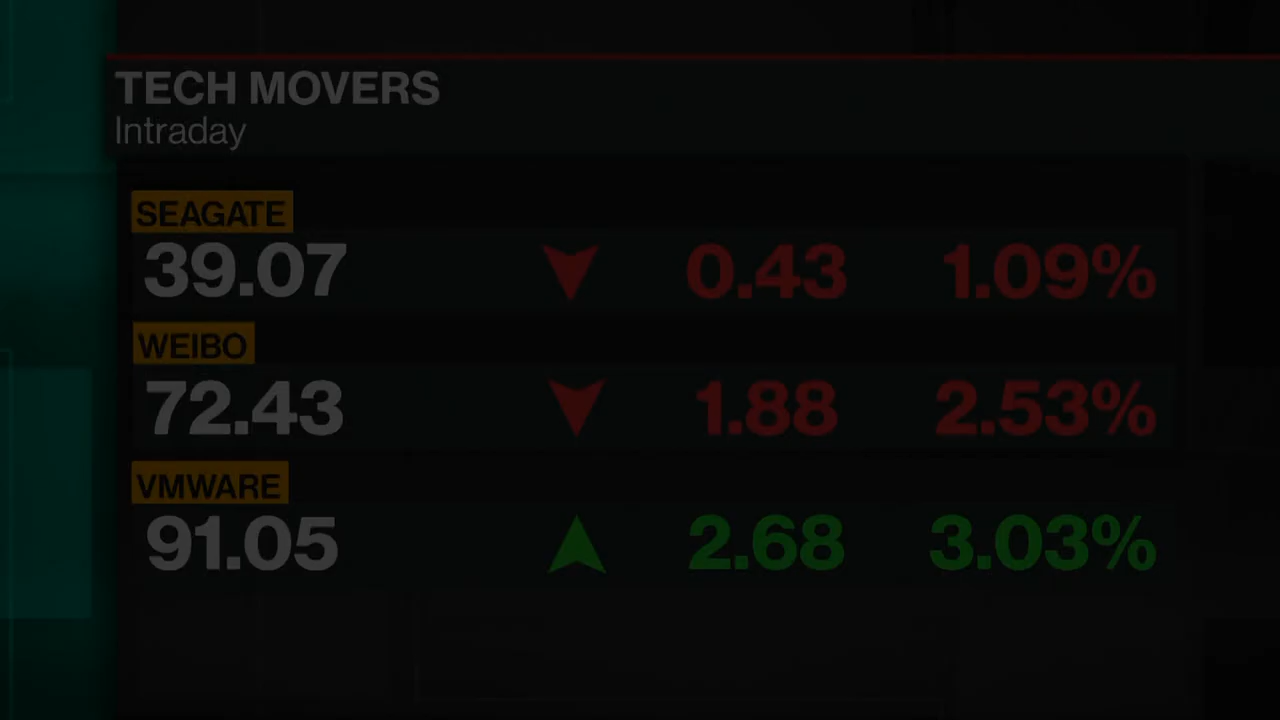 TECH MOVERS
Intraday
SEAGATE
39.07 0.43 1.09%
WEIBO
72.43 1.88 2.53%
VMWARE
91.05 2.68 3.03%